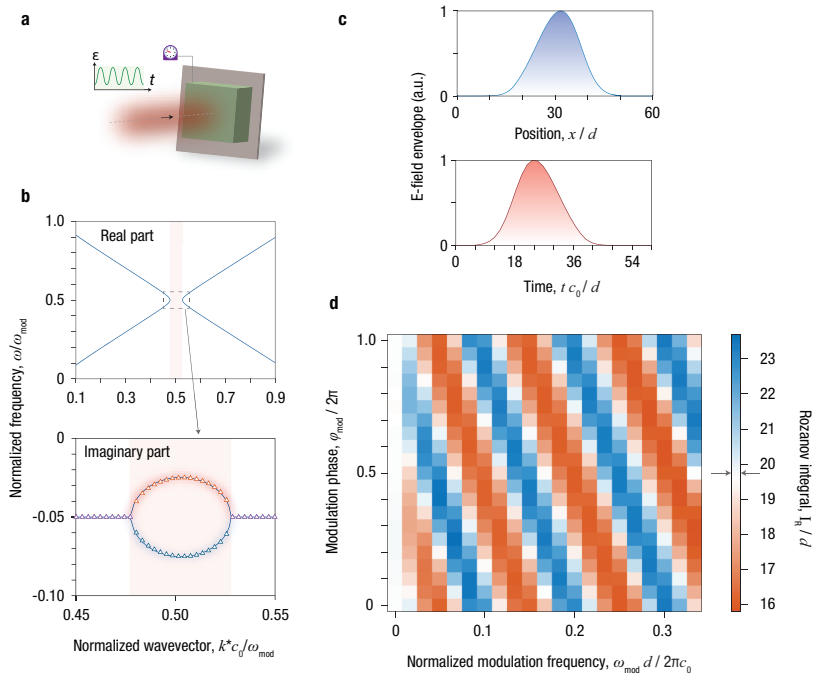 a
ε
t
b
Real part
1.0
0.5
0
0.1 0.3 0.5 0.7 0.9
Normalized frequency, ω/ω_mod
Imaginary part
0
-0.05
-0.10
0.45 0.50 0.55
Normalized wavevector, k*c₀/ω_mod
c
1
0
0 30 60
Position, x / d
E-field envelope (a.u.)
1
0
0 18 36 54
Time, t c₀ / d
d
1.0
0.5
0
Modulation phase, φ_mod / 2π
0 0.1 0.2 0.3
Normalized modulation frequency, ω_mod d / 2πc₀
23
22
21
20
19
18
17
16
Rozanov integral, I_R / d